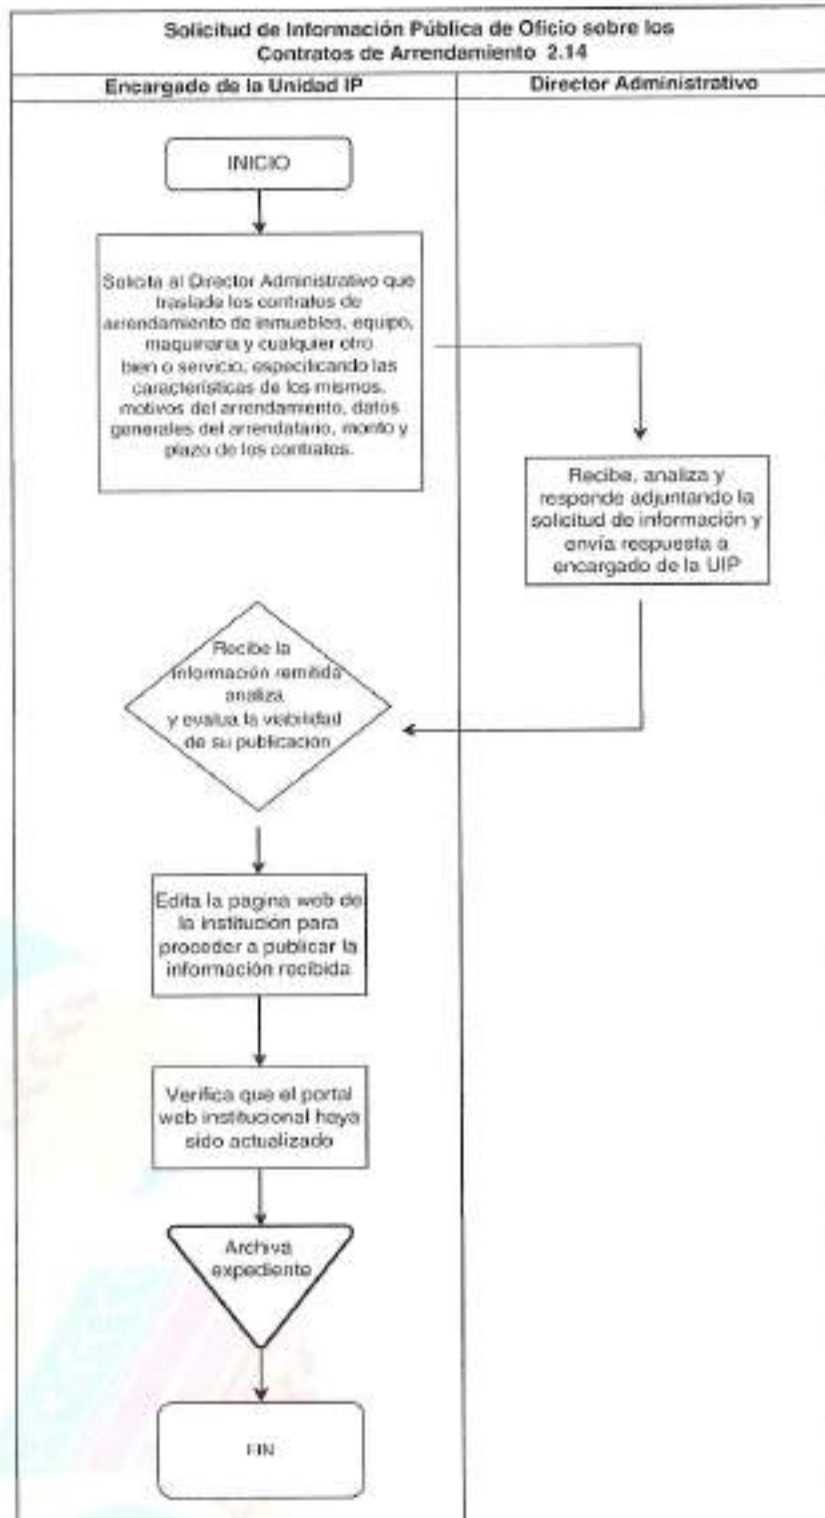 Solicitud de Información Pública de Oficio sobre los
Contratos de Arrendamiento 2.14
Encargado de la Unidad IP
Director Administrativo
INICIO
Solicita al Director Administrativo que
traslade los contratos de
arrendamiento de inmuebles, equipo,
maquinaria y cualquier otro
bien o servicio, especificando las
características de los mismos,
motivos del arrendamiento, datos
generales del arrendatario, monto y
plazo de los contratos.
Recibe, analiza y
responde adjuntando la
solicitud de información y
envía respuesta a
encargado de la UIP
Recibe la
información remitida
analiza
y evalua la viabilidad
de su publicación
Edita la pagina web de
la institución para
proceder a publicar la
información recibida
Verifica que el portal
web institucional haya
sido actualizado
Archiva
expediente
FIN